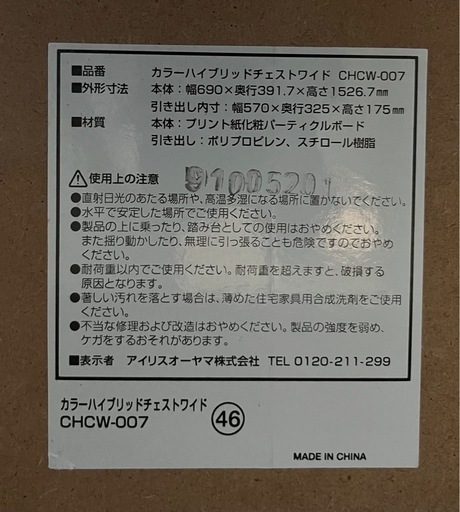 ■品番　カラーハイブリッドチェストワイド CHCW-007
■外形寸法　本体：幅690×奥行391.7×高さ1526.7mm
引き出し内寸：幅570×奥行325×高さ175mm
■材質　本体：プリント紙化粧パーティクルボード
引き出し：ポリプロピレン、スチロール樹脂
⚠使用上の注意
●直射日光のあたる場所や、高温多湿になる場所に置かないでください。
●水平で安定した場所でご使用ください。
●製品の上に乗ったり、踏み台としての使用はおやめください。
また揺り動かしたり、無理に引っ張ることも危険ですのでおやめ
ください。
●耐荷重以内でご使用ください。耐荷重を超えますと、破損する
原因となります。
●著しい汚れを落とす場合は、薄めた住宅家具用合成洗剤をご使用
ください。
●不当な修理および改造はおやめください。製品の強度を弱め、
ケガをするおそれがあります。
■表示者　アイリスオーヤマ株式会社　TEL 0120-211-299
カラーハイブリッドチェストワイド
CHCW-007　㊻
MADE IN CHINA